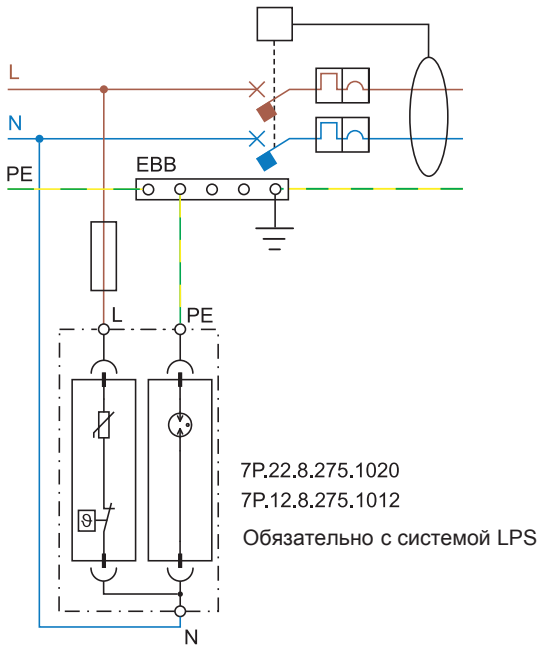 L
N
EBB
PE
L
PE
ϑ
7P.22.8.275.1020
7P.12.8.275.1012
Обязательно с системой LPS
N